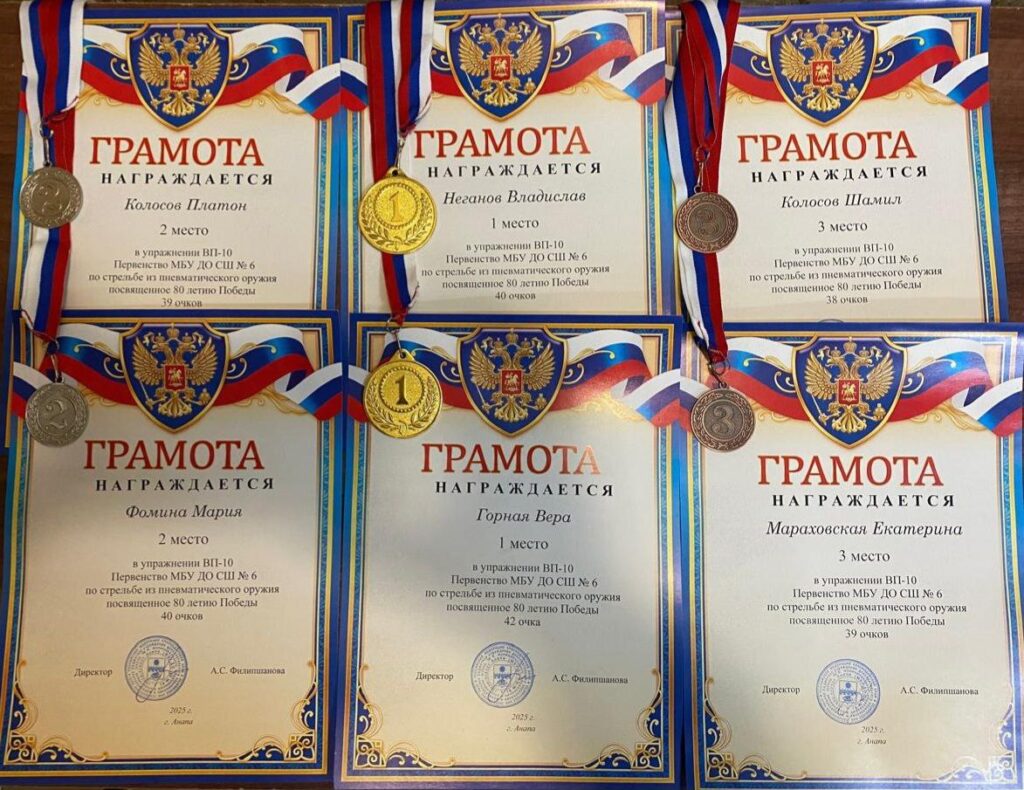 ГРАМОТА
НАГРАЖДАЕТСЯ
Колосов Платон
2 место
в упражнении ВП-10
Первенство МБУ ДО СШ № 6
по стрельбе из пневматического оружия
посвященное 80 летию Победы
39 очков
2
ГРАМОТА
НАГРАЖДАЕТСЯ
Неганов Владислав
1 место
в упражнении ВП-10
Первенство МБУ ДО СШ № 6
по стрельбе из пневматического оружия
посвященное 80 летию Победы
40 очков
1
ГРАМОТА
НАГРАЖДАЕТСЯ
Колосов Шамил
3 место
в упражнении ВП-10
Первенство МБУ ДО СШ № 6
по стрельбе из пневматического оружия
посвященное 80 летию Победы
38 очков
3
ГРАМОТА
НАГРАЖДАЕТСЯ
Фомина Мария
2 место
в упражнении ВП-10
Первенство МБУ ДО СШ № 6
по стрельбе из пневматического оружия
посвященное 80 летию Победы
40 очков
Директор А.С. Филипшанова
2025 г.
г. Анапа
2
ГРАМОТА
НАГРАЖДАЕТСЯ
Горная Вера
1 место
в упражнении ВП-10
Первенство МБУ ДО СШ № 6
по стрельбе из пневматического оружия
посвященное 80 летию Победы
42 очка
Директор А.С. Филипшанова
2025 г.
г. Анапа
1
ГРАМОТА
НАГРАЖДАЕТСЯ
Мараховская Екатерина
3 место
в упражнении ВП-10
Первенство МБУ ДО СШ № 6
по стрельбе из пневматического оружия
посвященное 80 летию Победы
39 очков
Директор А.С. Филипшанова
2025 г.
г. Анапа
3